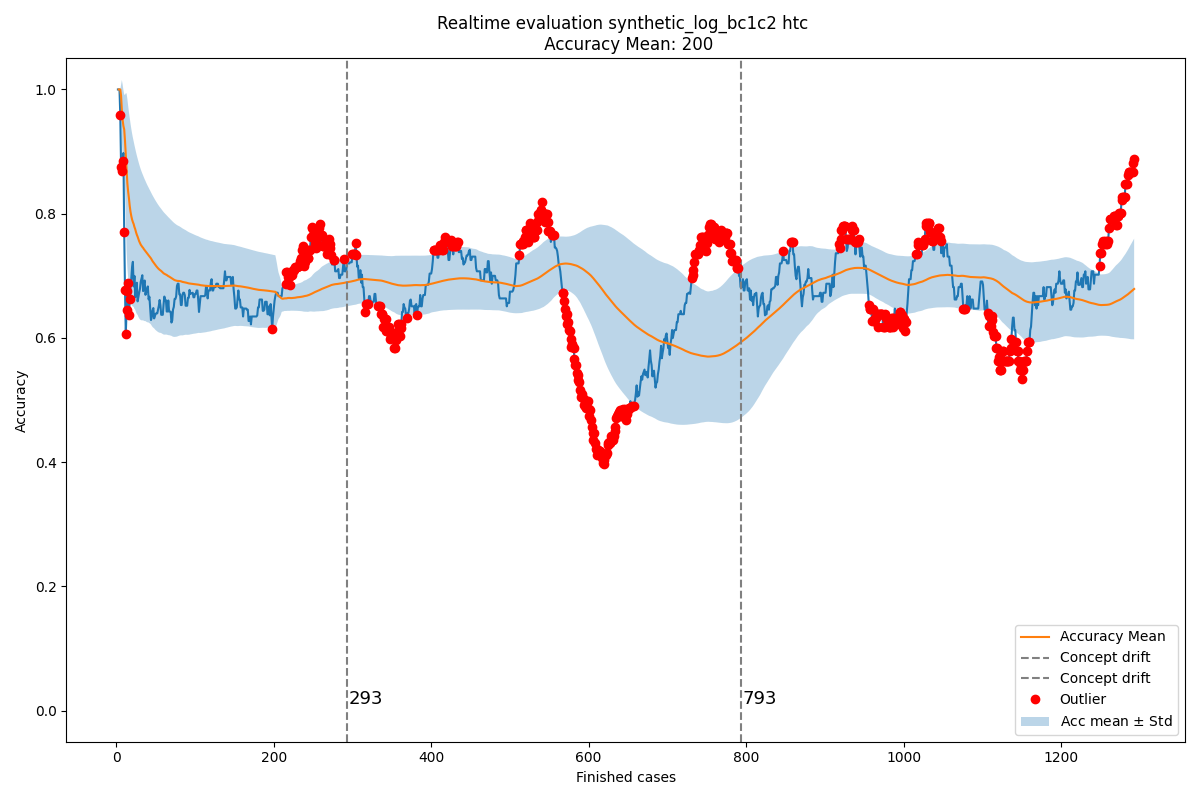 Realtime evaluation synthetic_log_bc1c2 htc
Accuracy Mean: 200
Accuracy
1.0
0.8
0.6
0.4
0.2
0.0
293
793
Accuracy Mean
Concept drift
Concept drift
Outlier
Acc mean ± Std
0
200
400
600
800
1000
1200
Finished cases